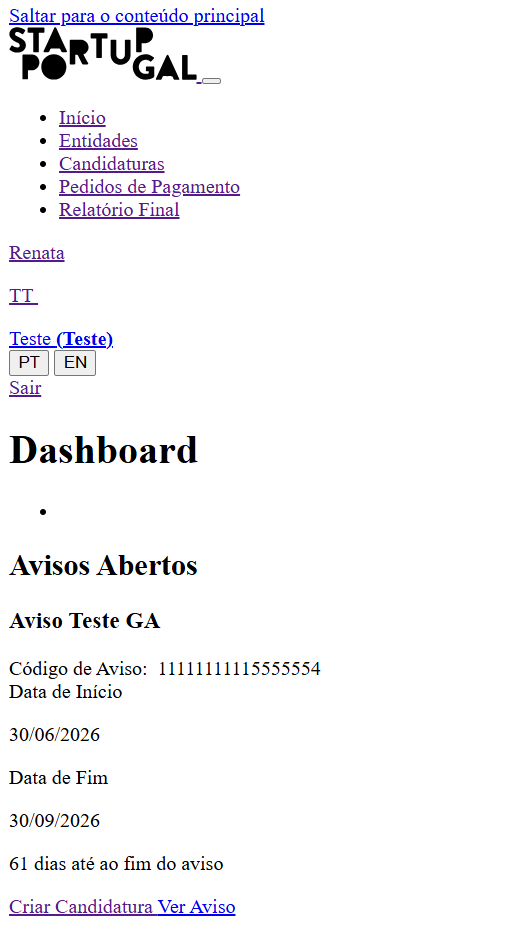 Saltar para o conteúdo principal
STARTUP
PORTUGAL
Início
Entidades
Candidaturas
Pedidos de Pagamento
Relatório Final
Renata
TT
Teste (Teste)
PT EN
Sair
Dashboard
Avisos Abertos
Aviso Teste GA
Código de Aviso: 11111111115555554
Data de Início
30/06/2026
Data de Fim
30/09/2026
61 dias até ao fim do aviso
Criar Candidatura Ver Aviso